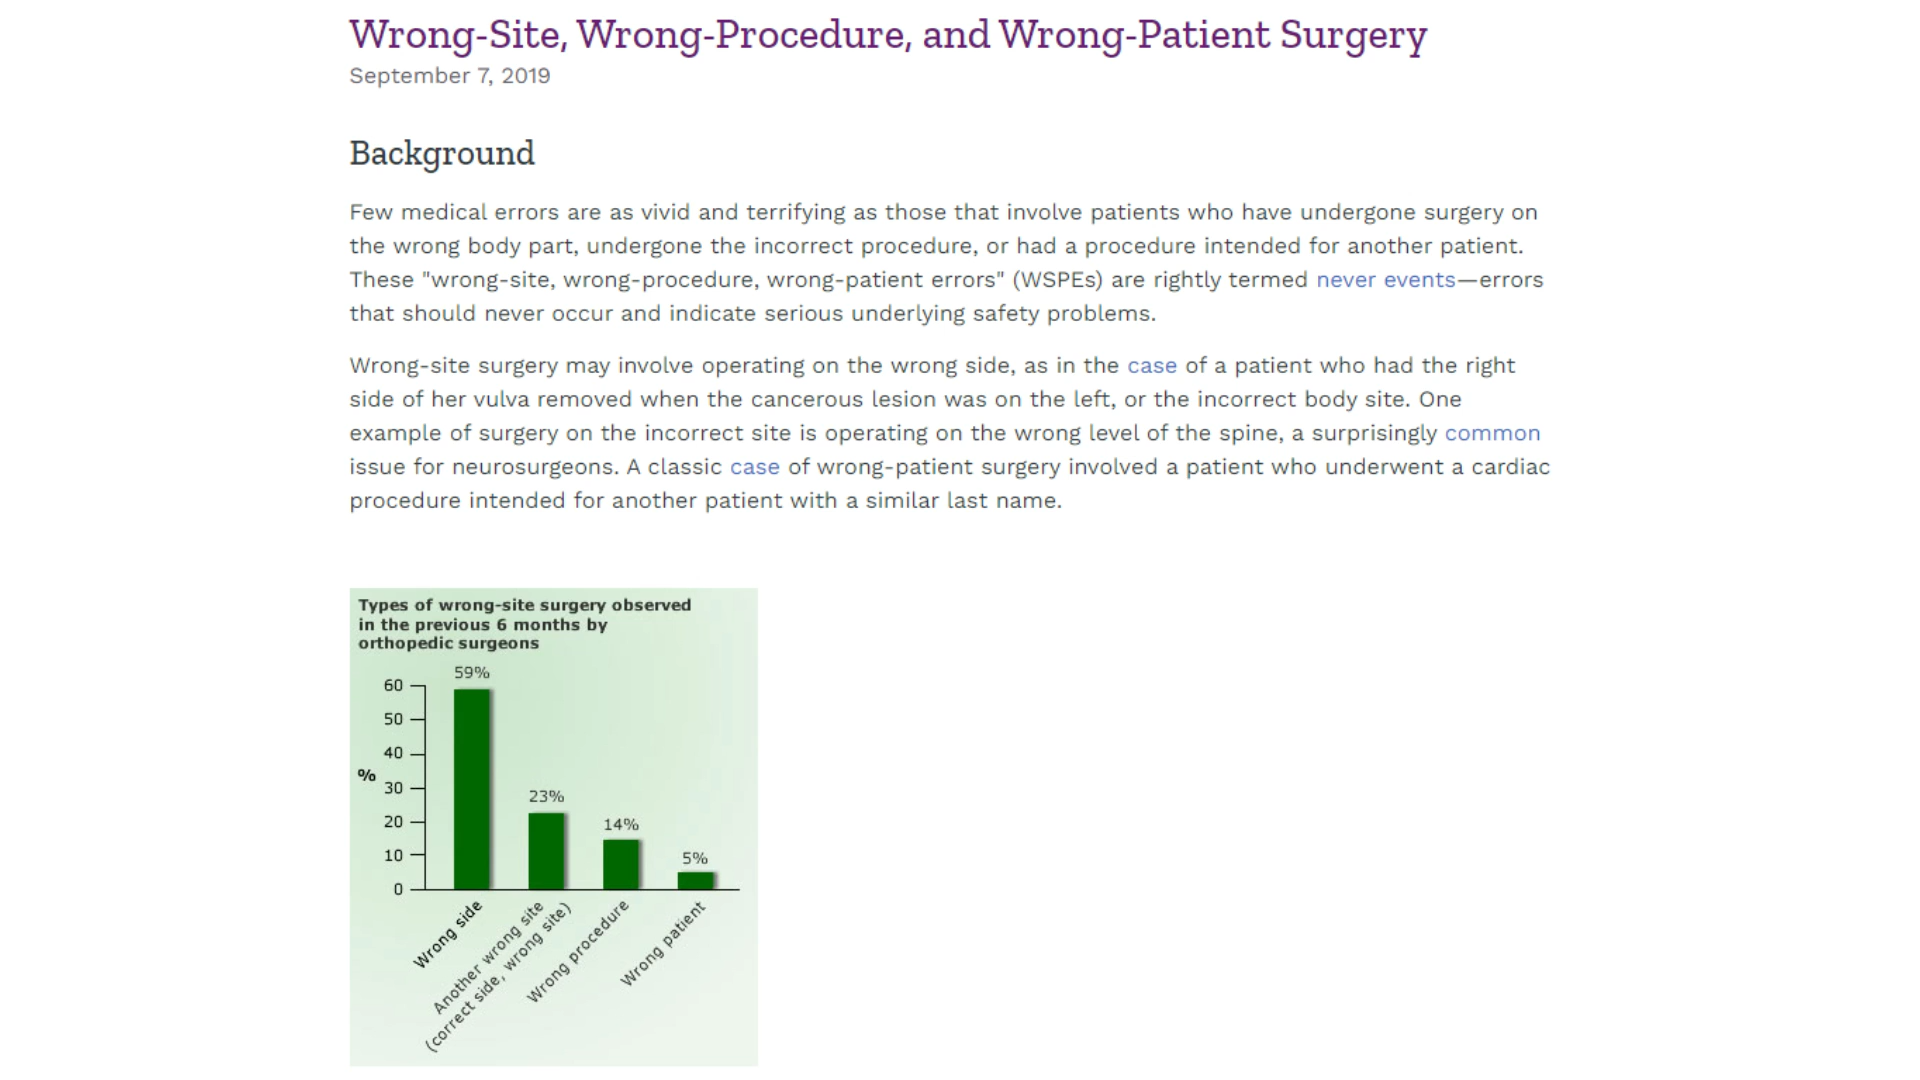 Wrong-Site, Wrong-Procedure, and Wrong-Patient Surgery
September 7, 2019
Background
Few medical errors are as vivid and terrifying as those that involve patients who have undergone surgery on
the wrong body part, undergone the incorrect procedure, or had a procedure intended for another patient.
These "wrong-site, wrong-procedure, wrong-patient errors" (WSPEs) are rightly termed never events—errors
that should never occur and indicate serious underlying safety problems.
Wrong-site surgery may involve operating on the wrong side, as in the case of a patient who had the right
side of her vulva removed when the cancerous lesion was on the left, or the incorrect body site. One
example of surgery on the incorrect site is operating on the wrong level of the spine, a surprisingly common
issue for neurosurgeons. A classic case of wrong-patient surgery involved a patient who underwent a cardiac
procedure intended for another patient with a similar last name.
Types of wrong-site surgery observed
in the previous 6 months by
orthopedic surgeons
59%
60
50
40
%
30
23%
20
14%
10
5%
0
Wrong side
Another wrong site
(correct side, wrong site)
Wrong procedure
Wrong patient